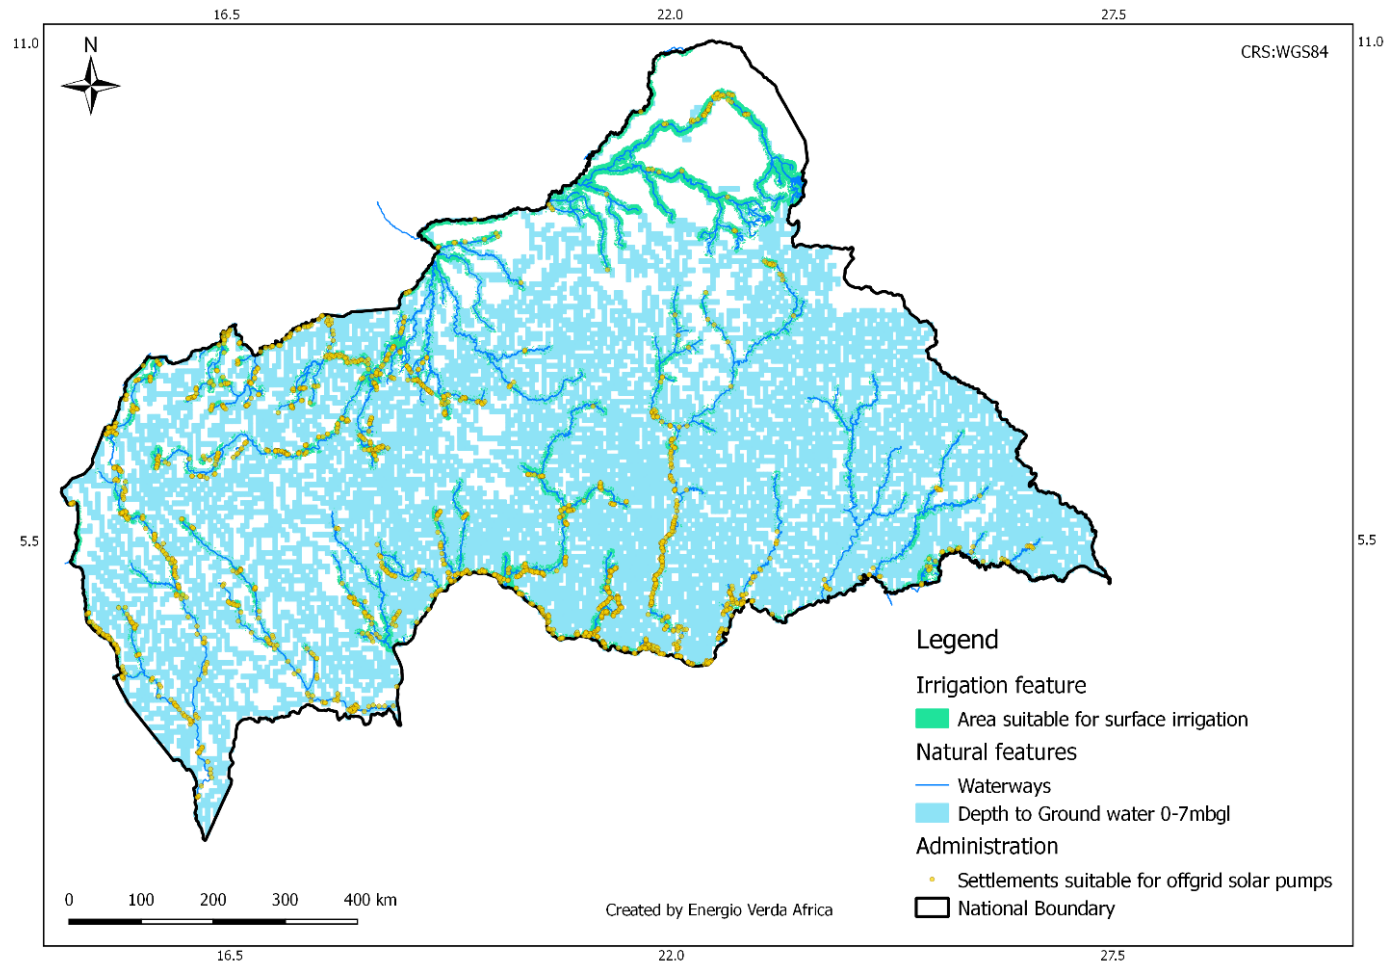 16.5 22.0 27.5
11.0 11.0
N
CRS:WGS84
5.5 5.5
Legend
Irrigation feature
Area suitable for surface irrigation
Natural features
Waterways
Depth to Ground water 0-7mbgl
Administration
Settlements suitable for offgrid solar pumps
National Boundary
0 100 200 300 400 km
Created by Energio Verda Africa
16.5 22.0 27.5